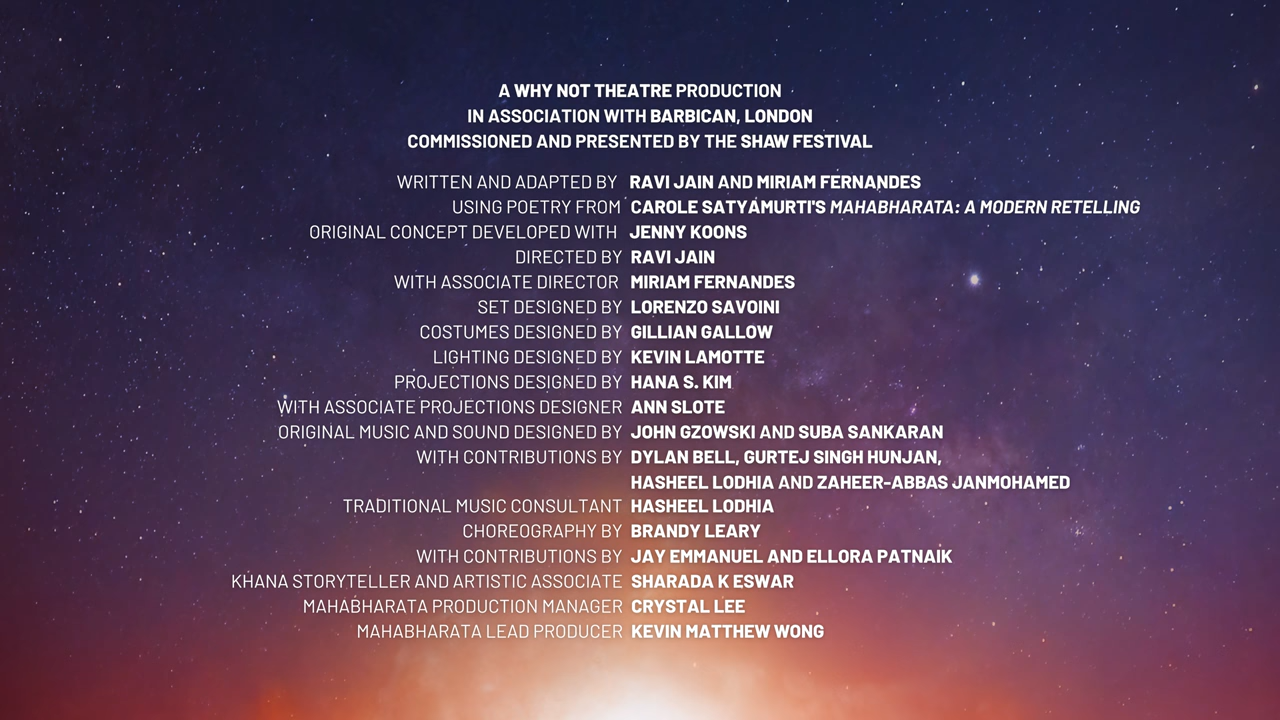 A WHY NOT THEATRE PRODUCTION
IN ASSOCIATION WITH BARBICAN, LONDON
COMMISSIONED AND PRESENTED BY THE SHAW FESTIVAL
WRITTEN AND ADAPTED BY RAVI JAIN AND MIRIAM FERNANDES
USING POETRY FROM CAROLE SATYAMURTI'S MAHABHARATA: A MODERN RETELLING
ORIGINAL CONCEPT DEVELOPED WITH JENNY KOONS
DIRECTED BY RAVI JAIN
WITH ASSOCIATE DIRECTOR MIRIAM FERNANDES
SET DESIGNED BY LORENZO SAVOINI
COSTUMES DESIGNED BY GILLIAN GALLOW
LIGHTING DESIGNED BY KEVIN LAMOTTE
PROJECTIONS DESIGNED BY HANA S. KIM
WITH ASSOCIATE PROJECTIONS DESIGNER ANN SLOTE
ORIGINAL MUSIC AND SOUND DESIGNED BY JOHN GZOWSKI AND SUBA SANKARAN
WITH CONTRIBUTIONS BY DYLAN BELL, GURTEJ SINGH HUNJAN,
HASHEEL LODHIA AND ZAHEER-ABBAS JANMOHAMED
TRADITIONAL MUSIC CONSULTANT HASHEEL LODHIA
CHOREOGRAPHY BY BRANDY LEARY
WITH CONTRIBUTIONS BY JAY EMMANUEL AND ELLORA PATNAIK
KHANA STORYTELLER AND ARTISTIC ASSOCIATE SHARADA K ESWAR
MAHABHARATA PRODUCTION MANAGER CRYSTAL LEE
MAHABHARATA LEAD PRODUCER KEVIN MATTHEW WONG